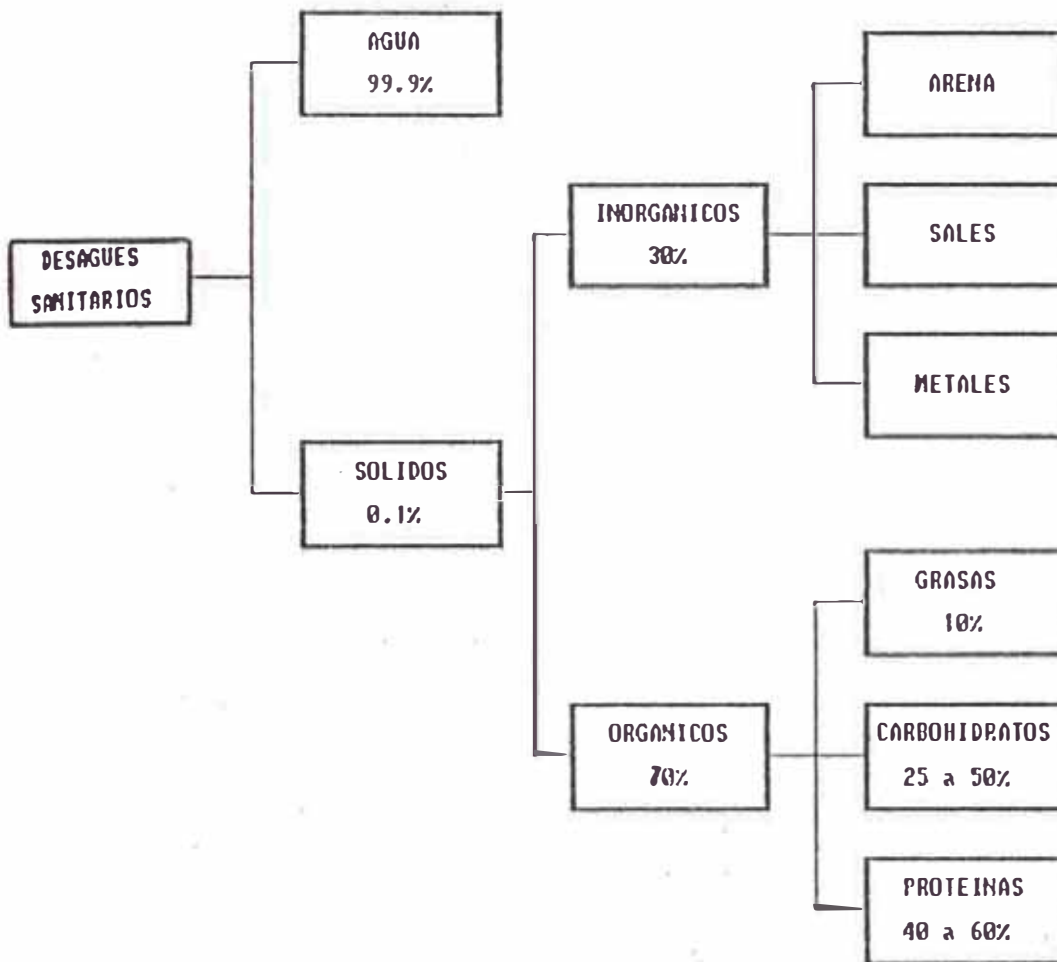 AGUA
99.9%
ARENA
INORGANICOS
30%
SALES
DESAGUES
SANITARIOS
METALES
SOLIDOS
0.1%
GRASAS
10%
ORGANICOS
70%
CARBOHIDRATOS
25 a 50%
PROTEINAS
40 a 60%